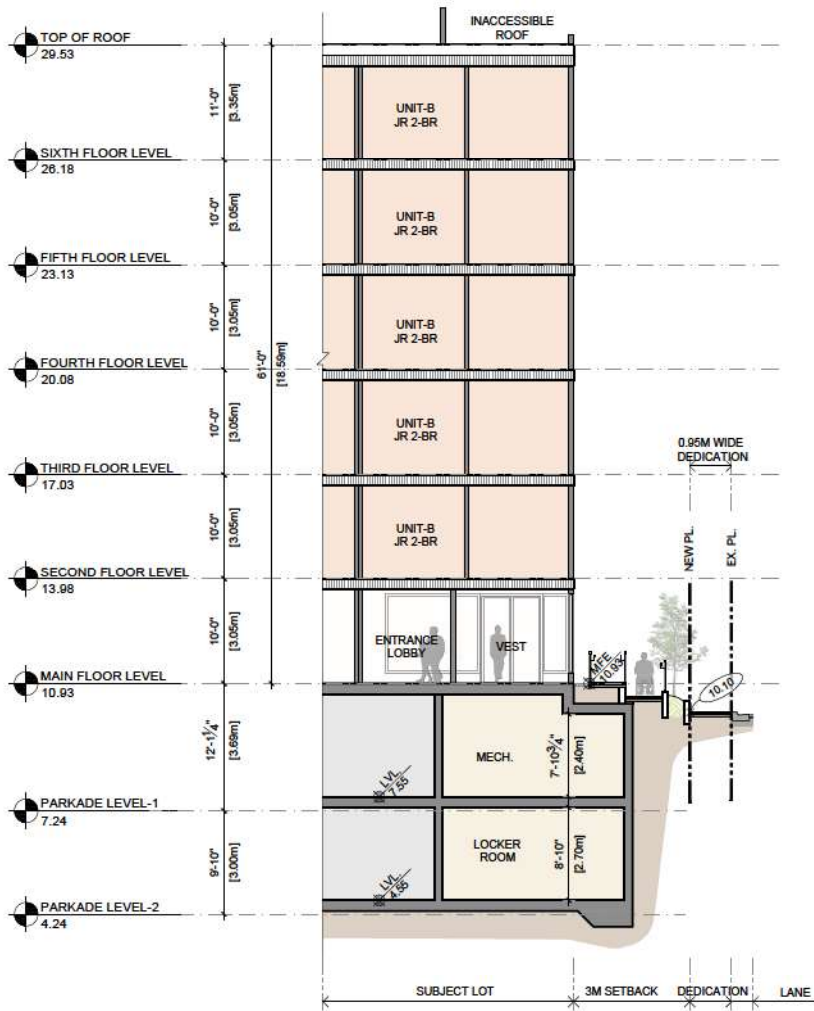 INACCESSIBLE
ROOF
TOP OF ROOF
29.53
11'-0"
[3.35m]
UNIT-B
JR 2-BR
SIXTH FLOOR LEVEL
26.18
10'-0"
[3.05m]
UNIT-B
JR 2-BR
FIFTH FLOOR LEVEL
23.13
10'-0"
[3.05m]
UNIT-B
JR 2-BR
61'-0"
[18.59m]
FOURTH FLOOR LEVEL
20.08
10'-0"
[3.05m]
UNIT-B
JR 2-BR
0.95M WIDE
DEDICATION
THIRD FLOOR LEVEL
17.03
10'-0"
[3.05m]
UNIT-B
JR 2-BR
NEW PL.
EX. PL.
SECOND FLOOR LEVEL
13.98
10'-0"
[3.05m]
ENTRANCE
LOBBY
VEST
MFE
10.93
MAIN FLOOR LEVEL
10.93
10.10
12'-1¼"
[3.69m]
MECH.
7'-10¾"
[2.40m]
LVL.
7.55
PARKADE LEVEL-1
7.24
9'-10"
[3.00m]
LOCKER
ROOM
8'-10"
[2.70m]
LVL.
4.55
PARKADE LEVEL-2
4.24
SUBJECT LOT
3M SETBACK
DEDICATION
LANE